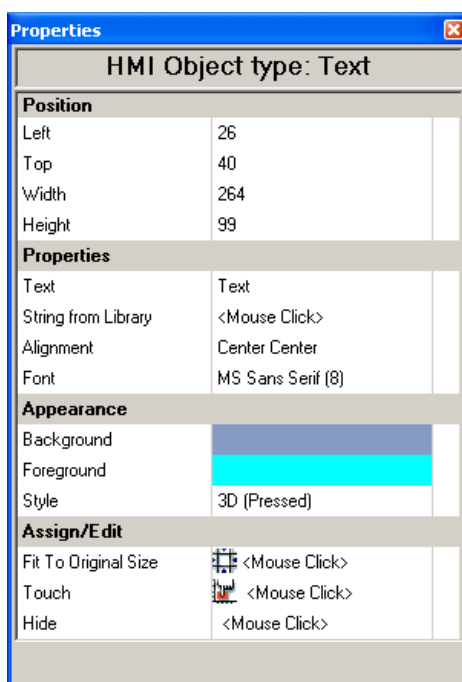 Properties
HMI Object type: Text
Position
Left 26
Top 40
Width 264
Height 99
Properties
Text Text
String from Library <Mouse Click>
Alignment Center Center
Font MS Sans Serif (8)
Appearance
Background
Foreground
Style 3D (Pressed)
Assign/Edit
Fit To Original Size <Mouse Click>
Touch <Mouse Click>
Hide <Mouse Click>